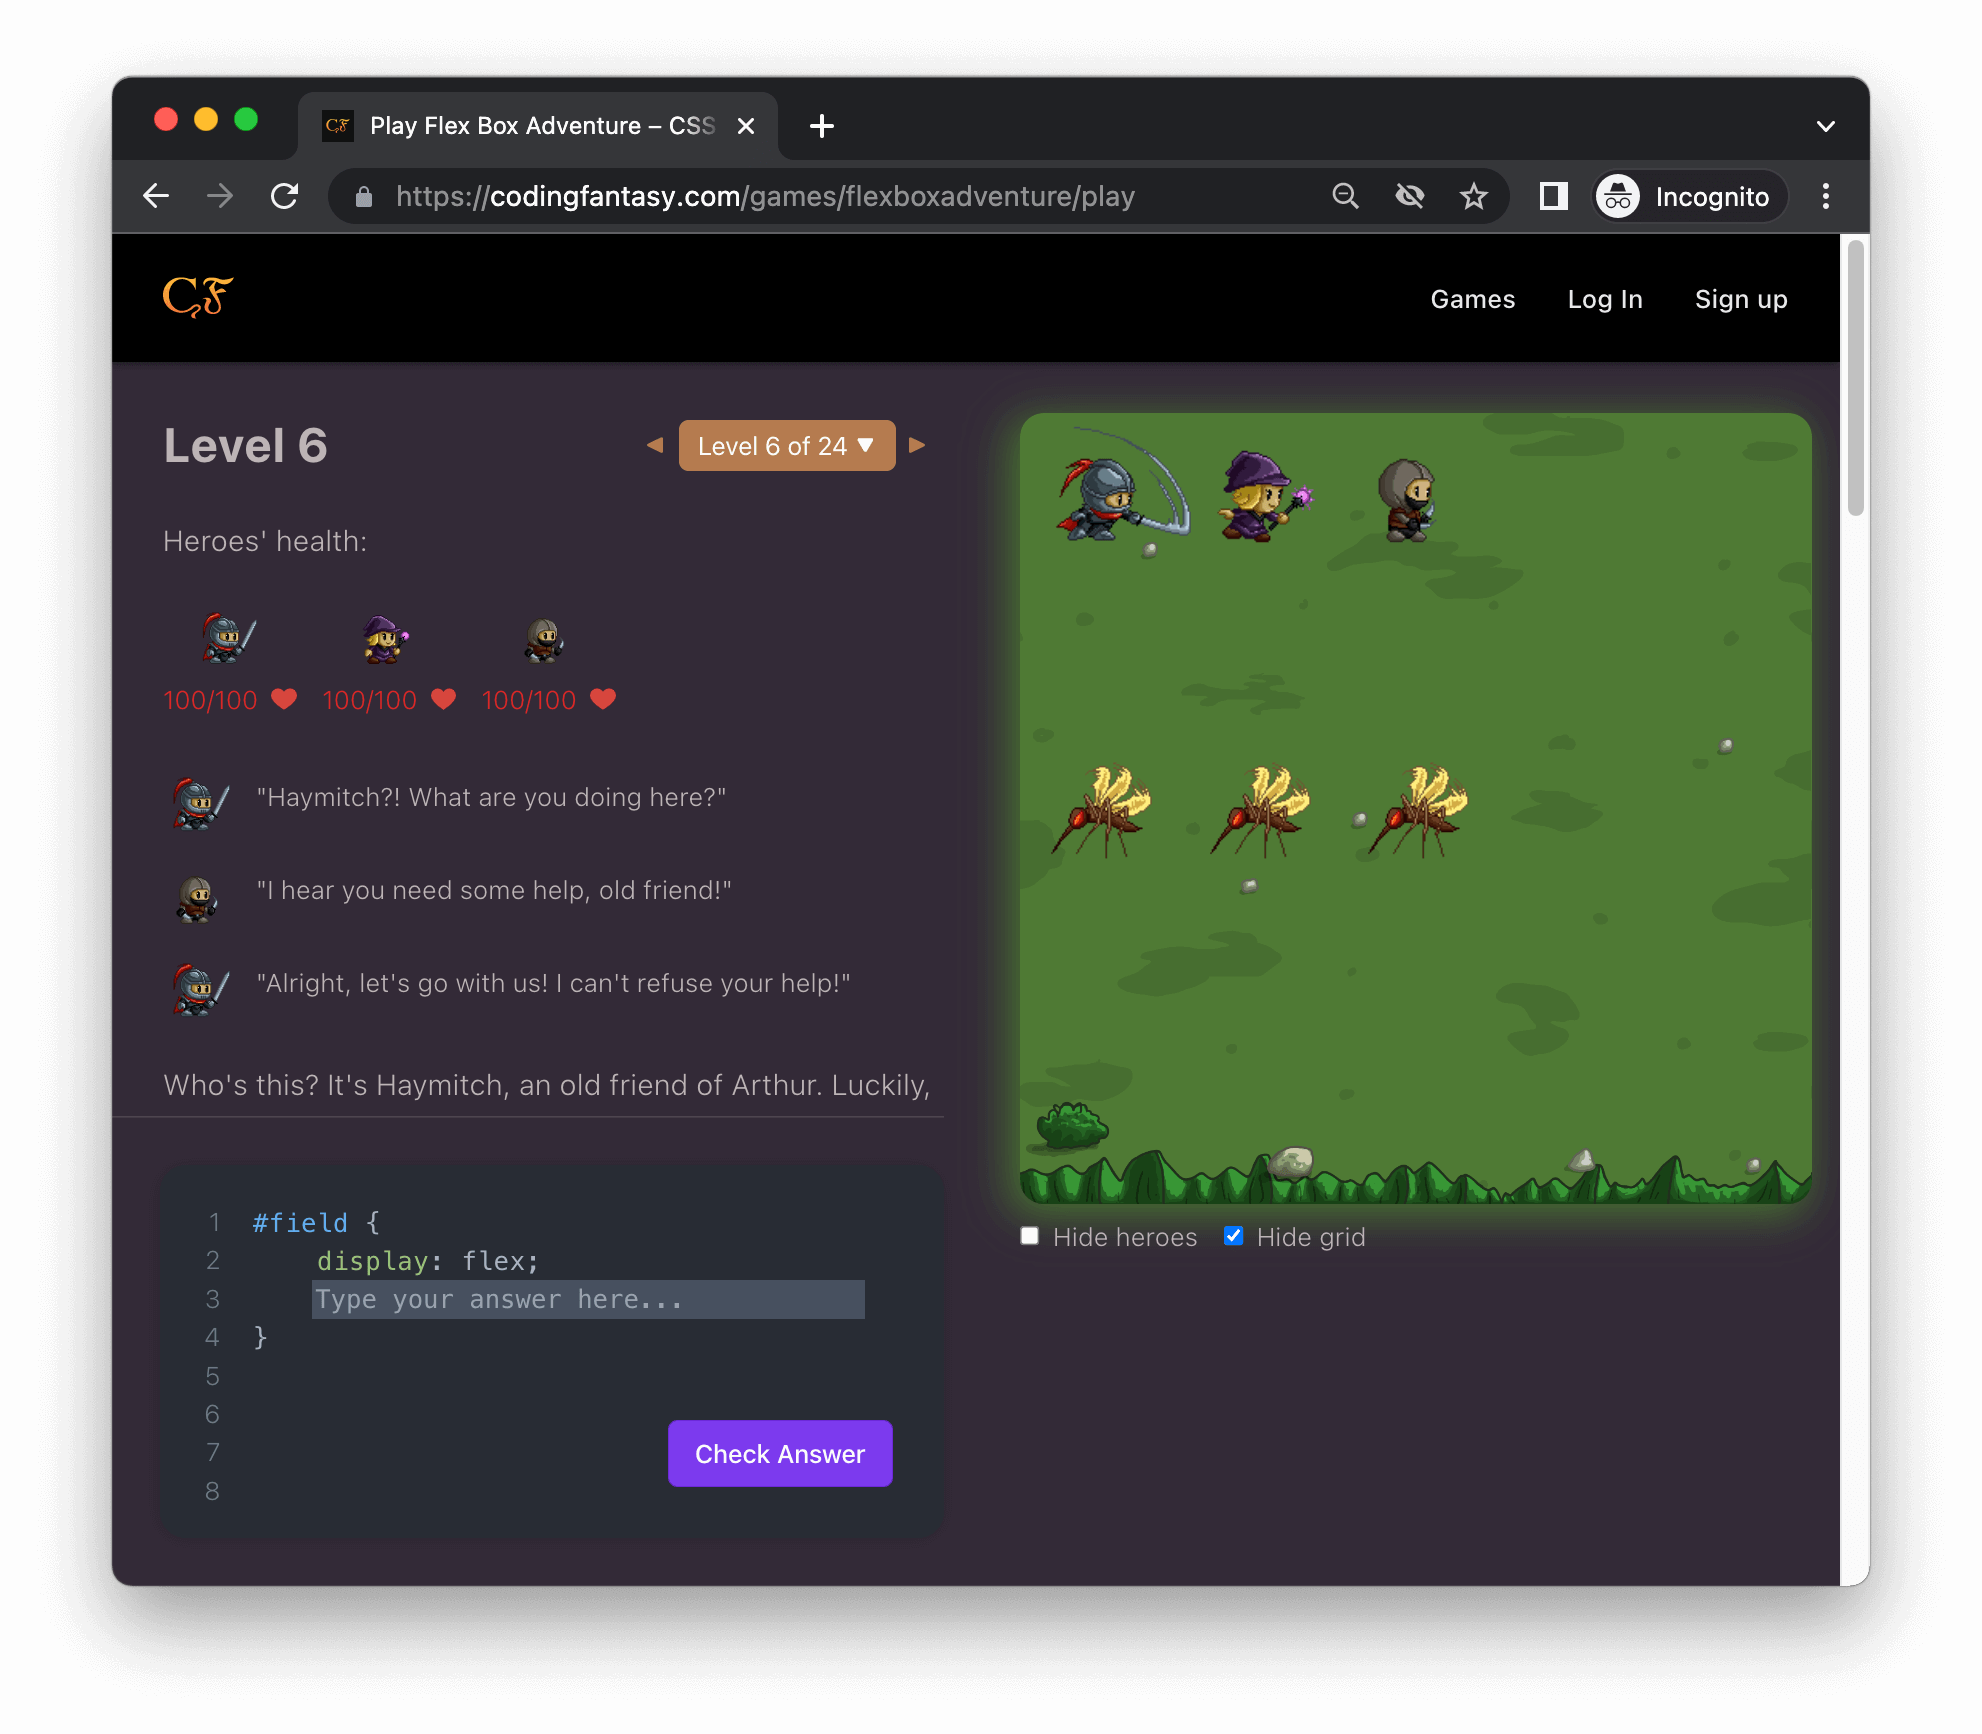 CF Play Flex Box Adventure – CSS
https://codingfantasy.com/games/flexboxadventure/play
Incognito
CF
Games
Log In
Sign up
Level 6
Level 6 of 24
Heroes' health:
100/100
100/100
100/100
"Haymitch?! What are you doing here?"
"I hear you need some help, old friend!"
"Alright, let's go with us! I can't refuse your help!"
Who's this? It's Haymitch, an old friend of Arthur. Luckily,
1 #field {
2 display: flex;
3 Type your answer here...
4 }
5
6
7
8
Check Answer
Hide heroes
Hide grid